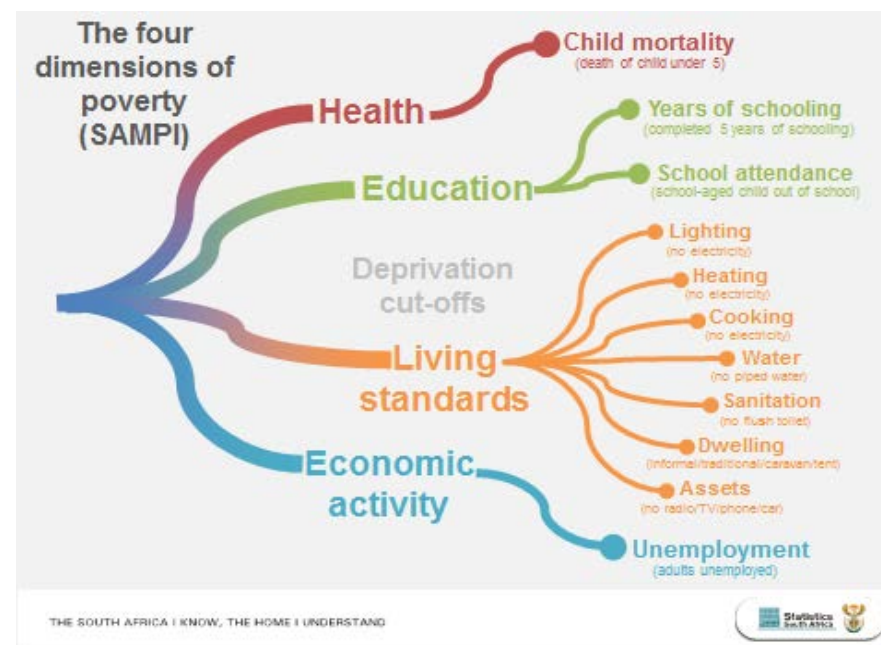 The four
dimensions of
poverty
(SAMPI)
Health
Child mortality
(death of child under 5)
Education
Years of schooling
(completed 5 years of schooling)
School attendance
(school-aged child out of school)
Deprivation
cut-offs
Living
standards
Lighting
(no electricity)
Heating
(no electricity)
Cooking
(no electricity)
Water
(no piped water)
Sanitation
(no flush toilet)
Dwelling
(informal/traditional/caravan/tent)
Assets
(no radio/TV/phone/car)
Economic
activity
Unemployment
(adults unemployed)
THE SOUTH AFRICA I KNOW, THE HOME I UNDERSTAND
Statistics
South Africa